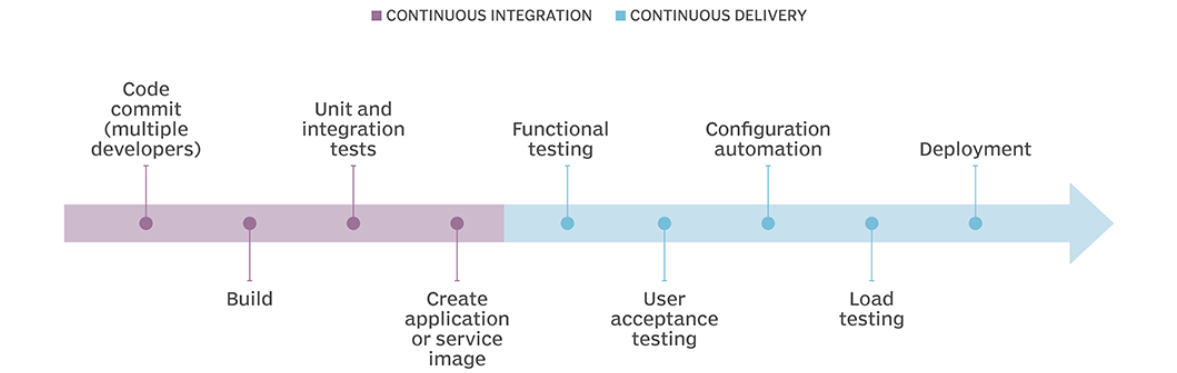 CONTINUOUS INTEGRATION CONTINUOUS DELIVERY
Code
commit
(multiple
developers)
Build
Unit and
integration
tests
Create
application
or service
image
Functional
testing
User
acceptance
testing
Configuration
automation
Load
testing
Deployment